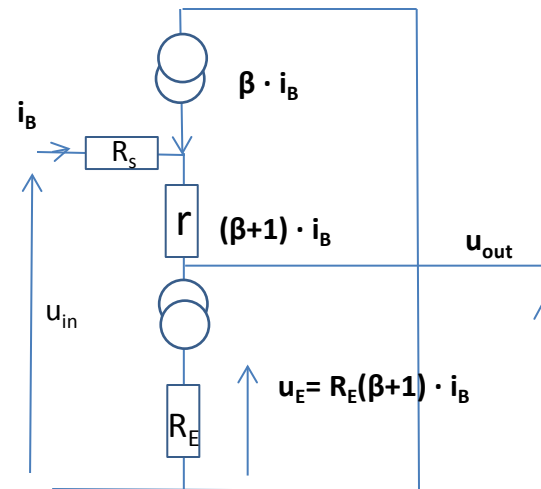 β · iB
iB
Rs
r
(β+1) · iB
uout
uin
uE= RE(β+1) · iB
RE